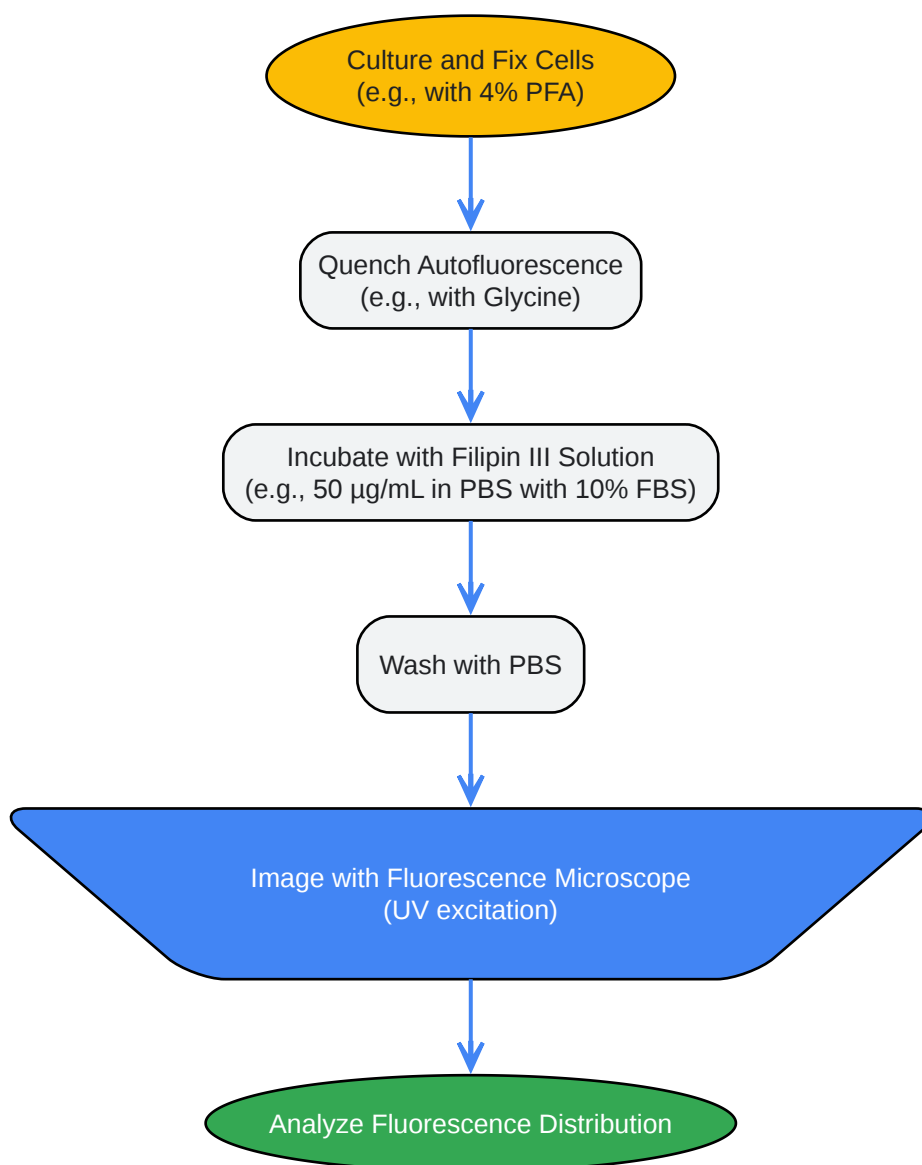 Culture and Fix Cells
(e.g., with 4% PFA)
Quench Autofluorescence
(e.g., with Glycine)
Incubate with Filipin III Solution
(e.g., 50 µg/mL in PBS with 10% FBS)
Wash with PBS
Image with Fluorescence Microscope
(UV excitation)
Analyze Fluorescence Distribution